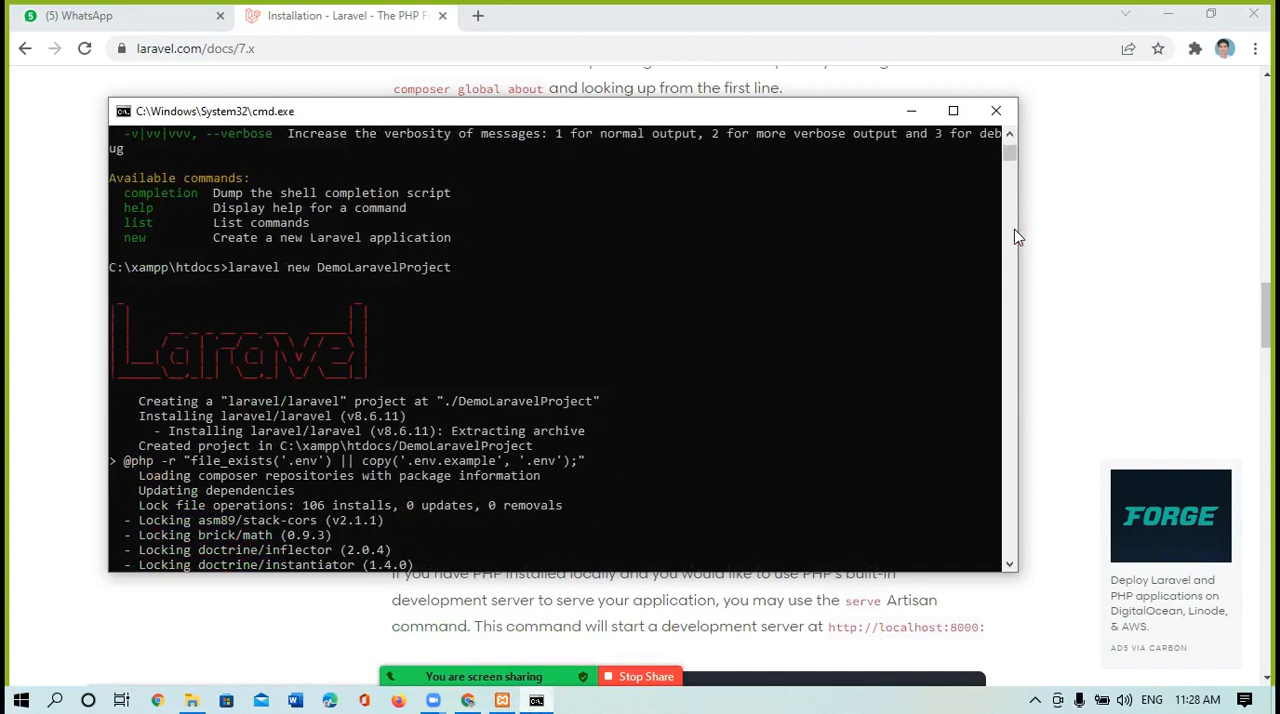 (5) WhatsApp
Installation - Laravel - The PHP F
laravel.com/docs/7.x
composer global about and looking up from the first line.
C:\Windows\System32\cmd.exe
-v|vv|vvv, --verbose  Increase the verbosity of messages: 1 for normal output, 2 for more verbose output and 3 for deb
ug
Available commands:
completion  Dump the shell completion script
help        Display help for a command
list        List commands
new         Create a new Laravel application
C:\xampp\htdocs>laravel new DemoLaravelProject
Laravel
Creating a "laravel/laravel" project at "./DemoLaravelProject"
Installing laravel/laravel (v8.6.11)
- Installing laravel/laravel (v8.6.11): Extracting archive
Created project in C:\xampp\htdocs/DemoLaravelProject
> @php -r "file_exists('.env') || copy('.env.example', '.env');"
Loading composer repositories with package information
Updating dependencies
Lock file operations: 106 installs, 0 updates, 0 removals
- Locking asm89/stack-cors (v2.1.1)
- Locking brick/math (0.9.3)
- Locking doctrine/inflector (2.0.4)
- Locking doctrine/instantiator (1.4.0)
If you have PHP installed locally and you would like to use PHP's built-in
development server to serve your application, you may use the serve Artisan
command. This command will start a development server at http://localhost:8000:
FORGE
Deploy Laravel and
PHP applications on
DigitalOcean, Linode,
& AWS.
ADS VIA CARBON
You are screen sharing
Stop Share
ENG
11:28 AM